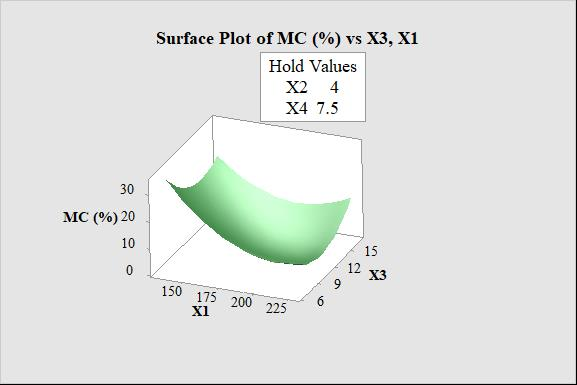 Surface Plot of MC (%) vs X3, X1
Hold Values
X2 4
X4 7.5
30
MC (%) 20
10
0
150 175 200 225
X1
6 9 12 15
X3